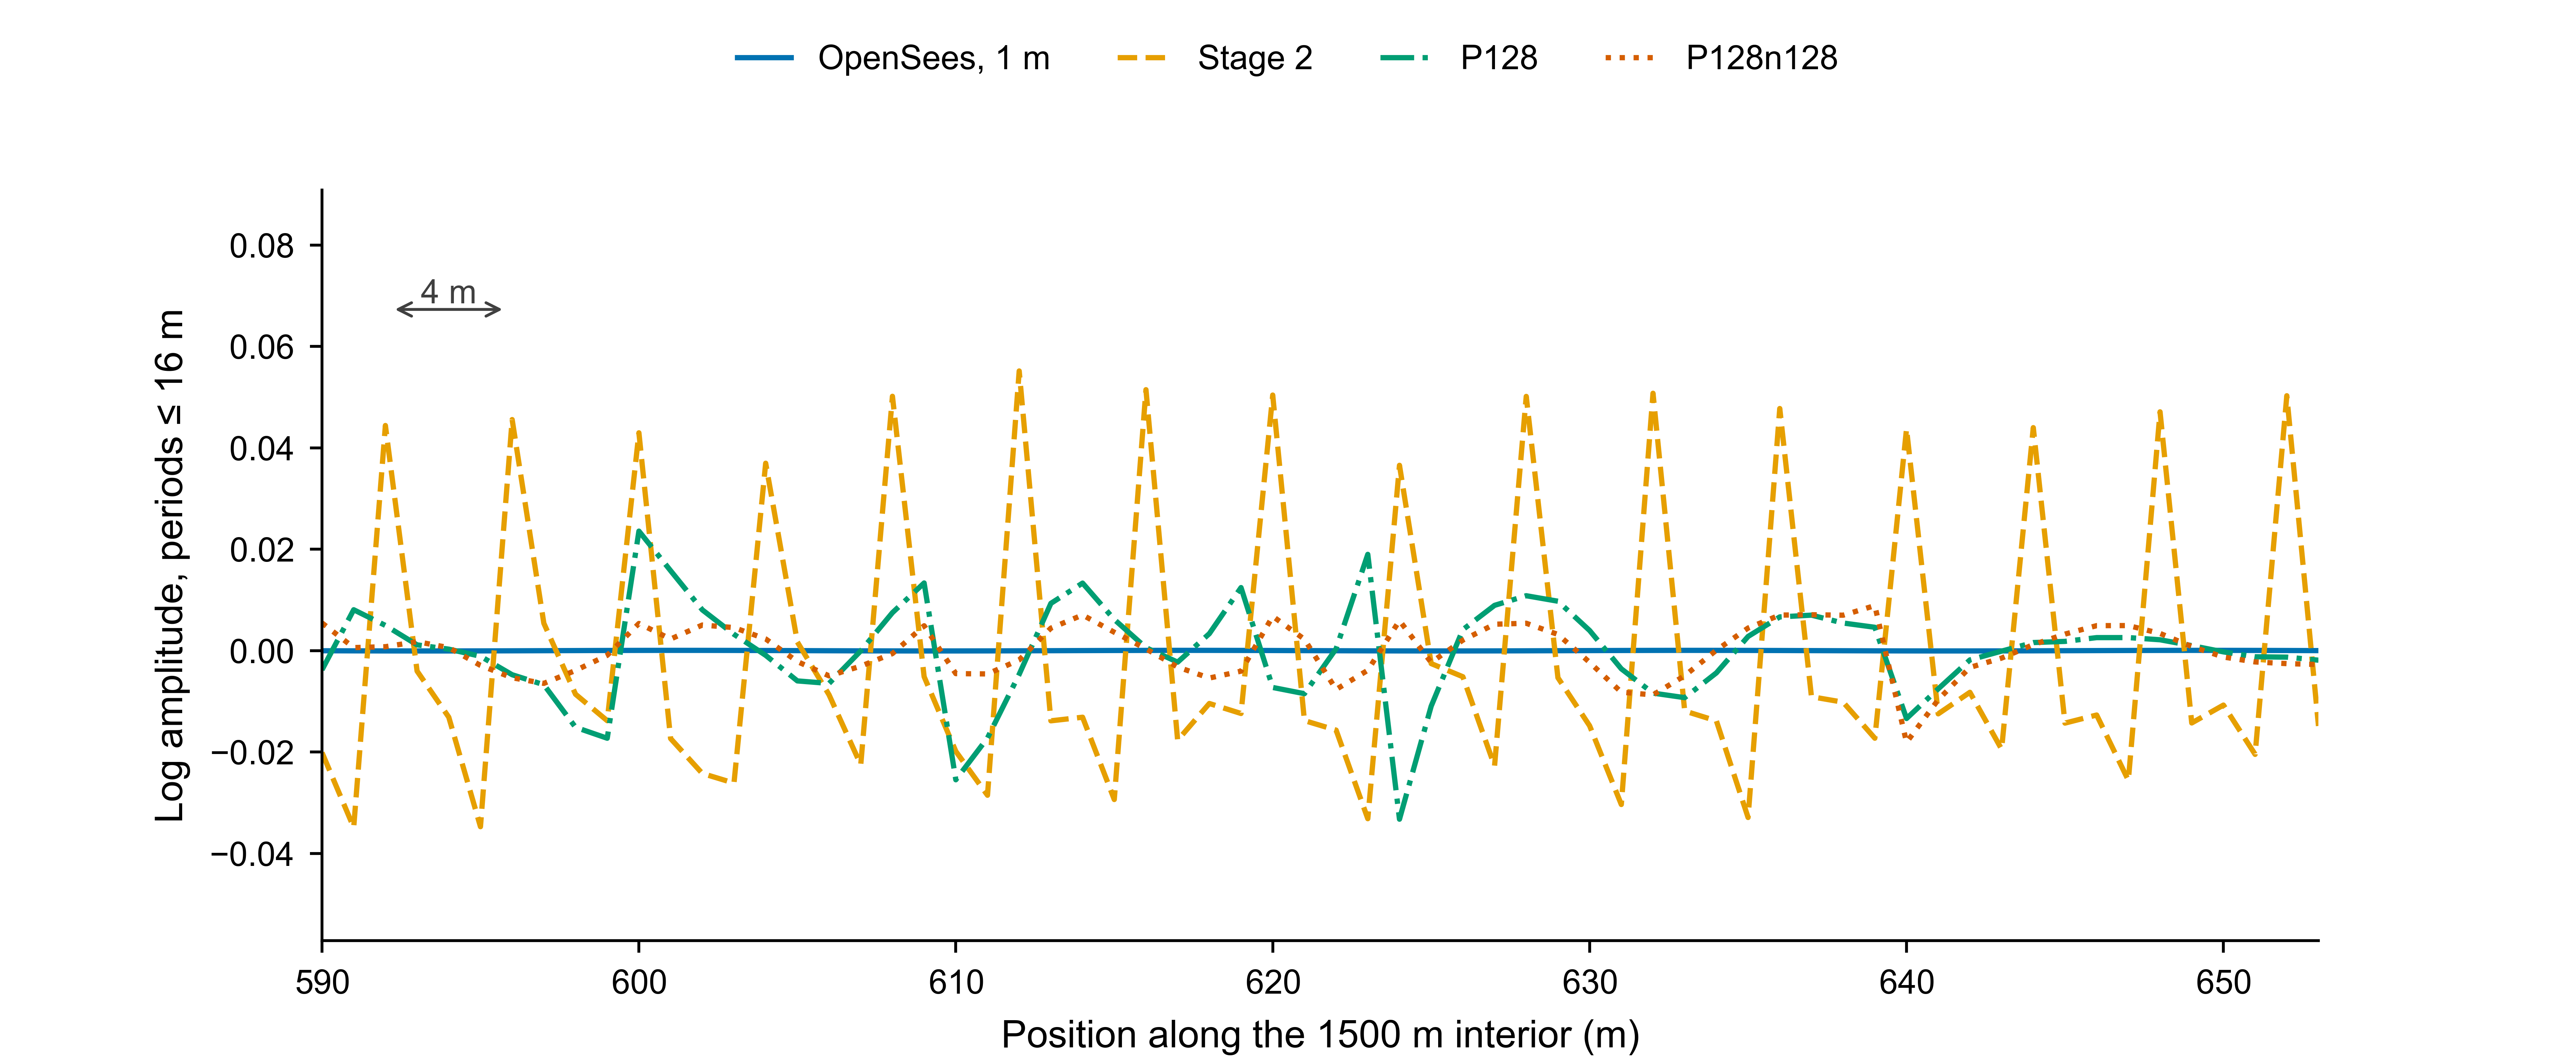 OpenSees, 1 m Stage 2 P128 P128n128
Log amplitude, periods ≤ 16 m
0.08
0.06
0.04
0.02
0.00
−0.02
−0.04
4 m
590 600 610 620 630 640 650
Position along the 1500 m interior (m)